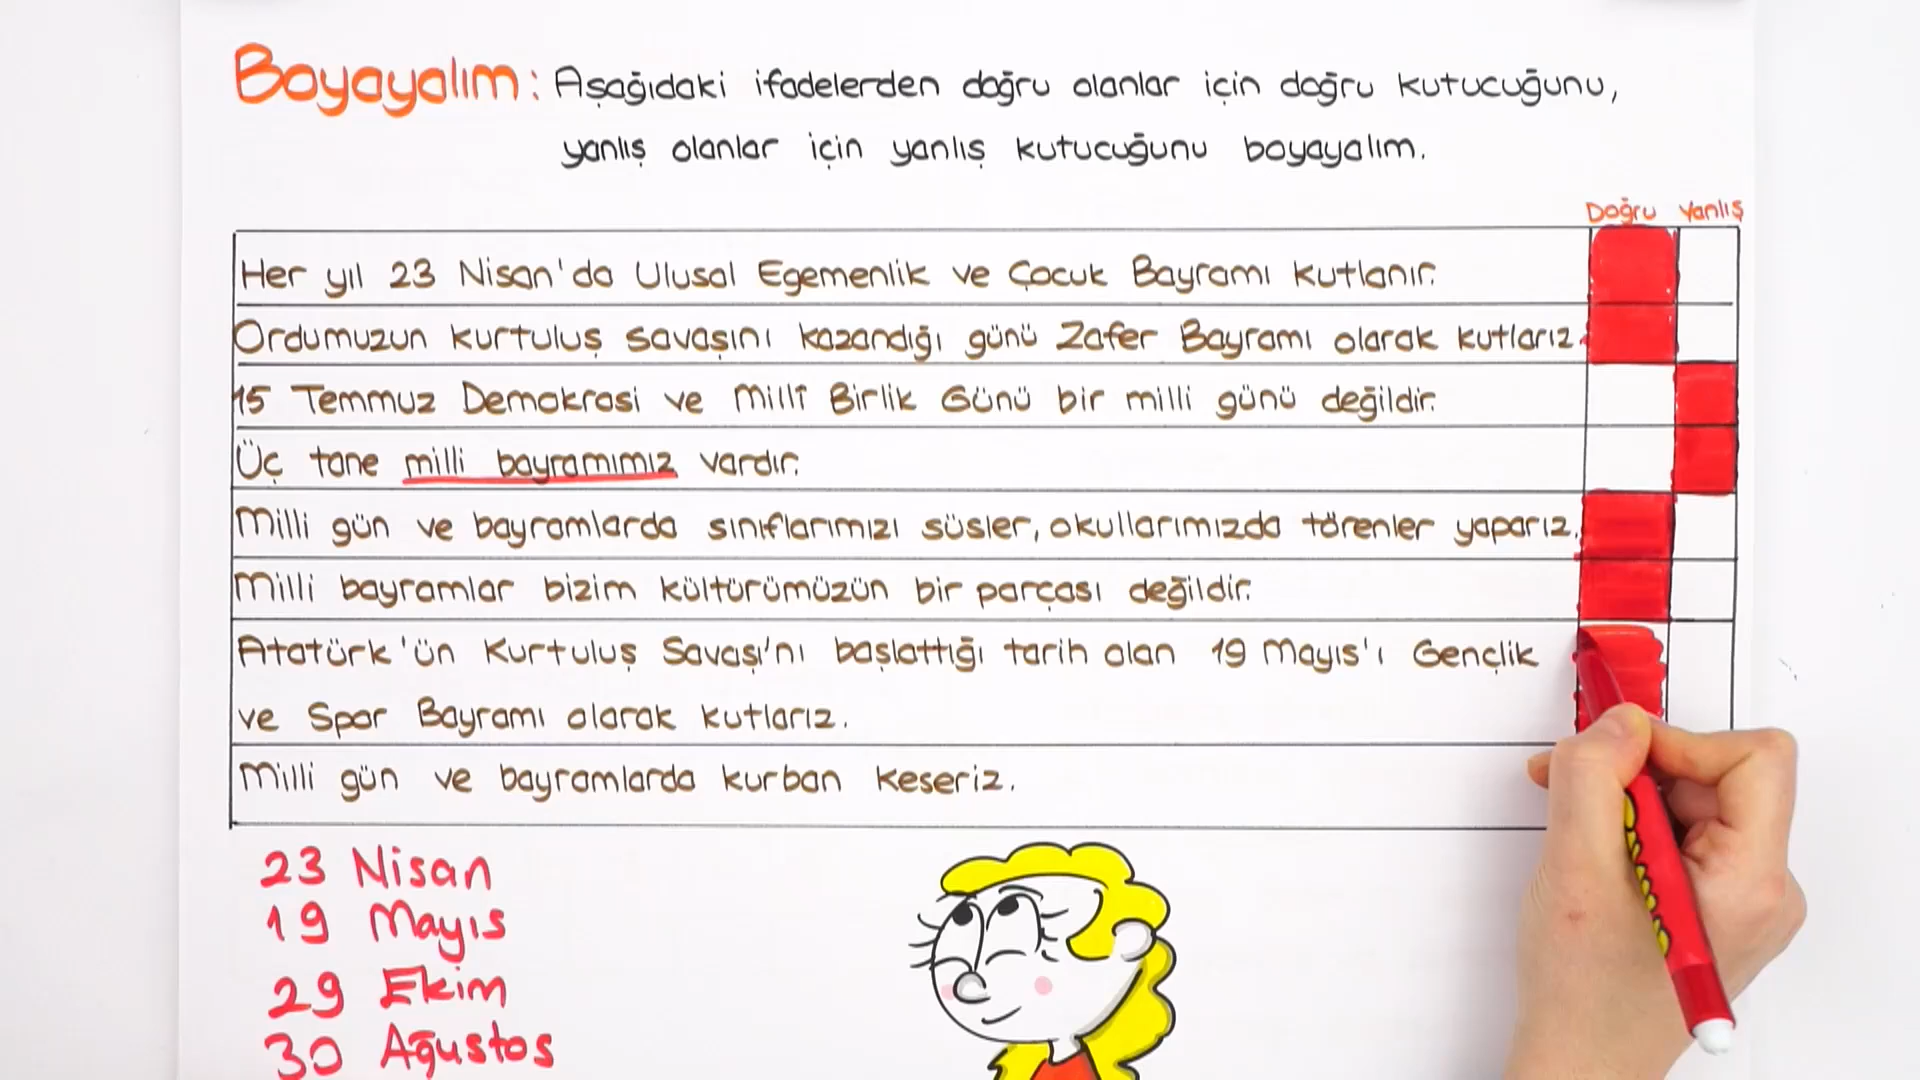 Boyayalım: Aşağıdaki ifadelerden doğru olanlar için doğru kutucuğunu,
yanlış olanlar için yanlış kutucuğunu boyayalım.
Doğru Yanlış
Her yıl 23 Nisan'da Ulusal Egemenlik ve Çocuk Bayramı kutlanır.
Ordumuzun kurtuluş savaşını kazandığı günü Zafer Bayramı olarak kutlarız.
15 Temmuz Demokrasi ve Millî Birlik Günü bir milli günü değildir.
Üç tane milli bayramımız vardır.
Milli gün ve bayramlarda sınıflarımızı süsler, okullarımızda törenler yaparız.
Milli bayramlar bizim kültürümüzün bir parçası değildir.
Atatürk'ün Kurtuluş Savaşı'nı başlattığı tarih olan 19 Mayıs'ı Gençlik
ve Spor Bayramı olarak kutlarız.
Milli gün ve bayramlarda kurban keseriz.
23 Nisan
19 Mayıs
29 Ekim
30 Ağustos